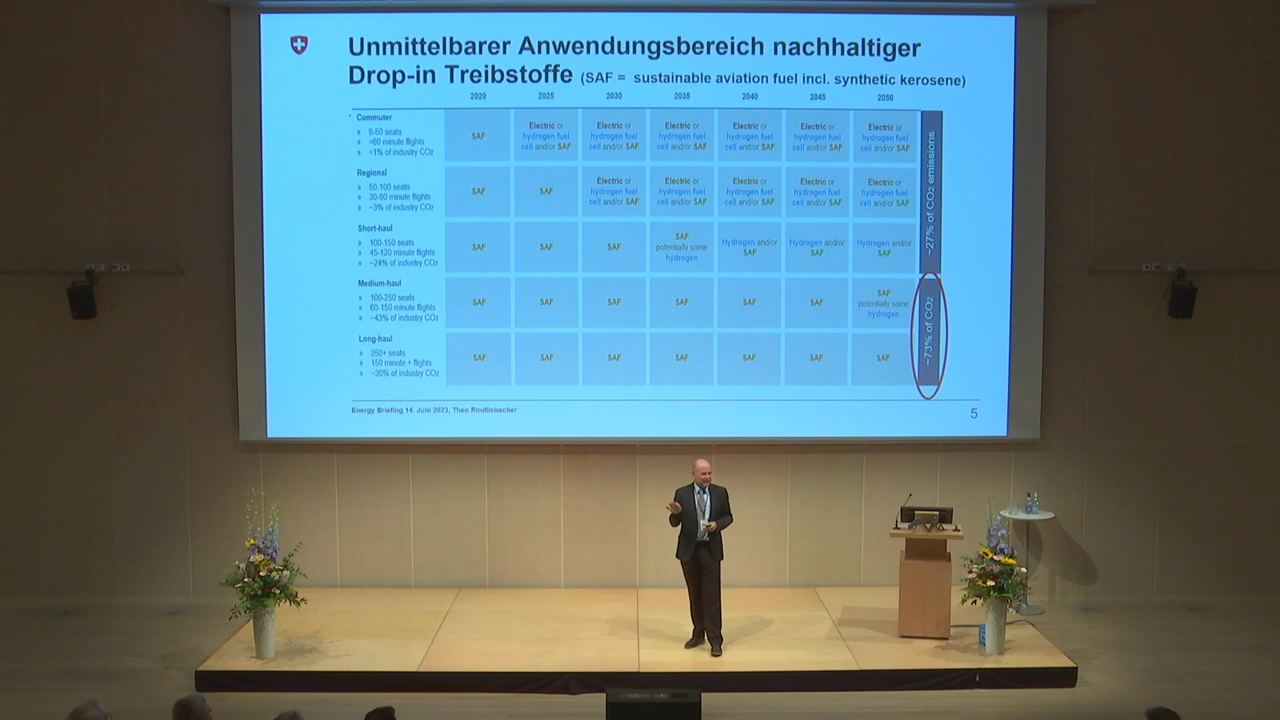 Unmittelbarer Anwendungsbereich nachhaltiger
Drop-in Treibstoffe (SAF = sustainable aviation fuel incl. synthetic kerosene)
2020 2025 2030 2035 2040 2045 2050
Commuter
» 9-50 seats
» <60 minute flights
» <1% of industry CO2
SAF
Electric or
hydrogen fuel
cell and/or SAF
Electric or
hydrogen fuel
cell and/or SAF
Electric or
hydrogen fuel
cell and/or SAF
Electric or
hydrogen fuel
cell and/or SAF
Electric or
hydrogen fuel
cell and/or SAF
Electric or
hydrogen fuel
cell and/or SAF
Regional
» 50-100 seats
» 30-90 minute flights
» ~3% of industry CO2
SAF
SAF
Electric or
hydrogen fuel
cell and/or SAF
Electric or
hydrogen fuel
cell and/or SAF
Electric or
hydrogen fuel
cell and/or SAF
Electric or
hydrogen fuel
cell and/or SAF
Electric or
hydrogen fuel
cell and/or SAF
Short-haul
» 100-150 seats
» 45-120 minute flights
» ~24% of industry CO2
SAF
SAF
SAF
SAF
potentially some
hydrogen
Hydrogen and/or
SAF
Hydrogen and/or
SAF
Hydrogen and/or
SAF
~27% of CO2 emissions
Medium-haul
» 100-250 seats
» 60-150 minute flights
» ~43% of industry CO2
SAF
SAF
SAF
SAF
SAF
SAF
SAF
potentially some
hydrogen
Long-haul
» 250+ seats
» 150 minute + flights
» ~30% of industry CO2
SAF
SAF
SAF
SAF
SAF
SAF
SAF
~73% of CO2
Energy Briefing 14. Juni 2023, Theo Rindlisbacher
5